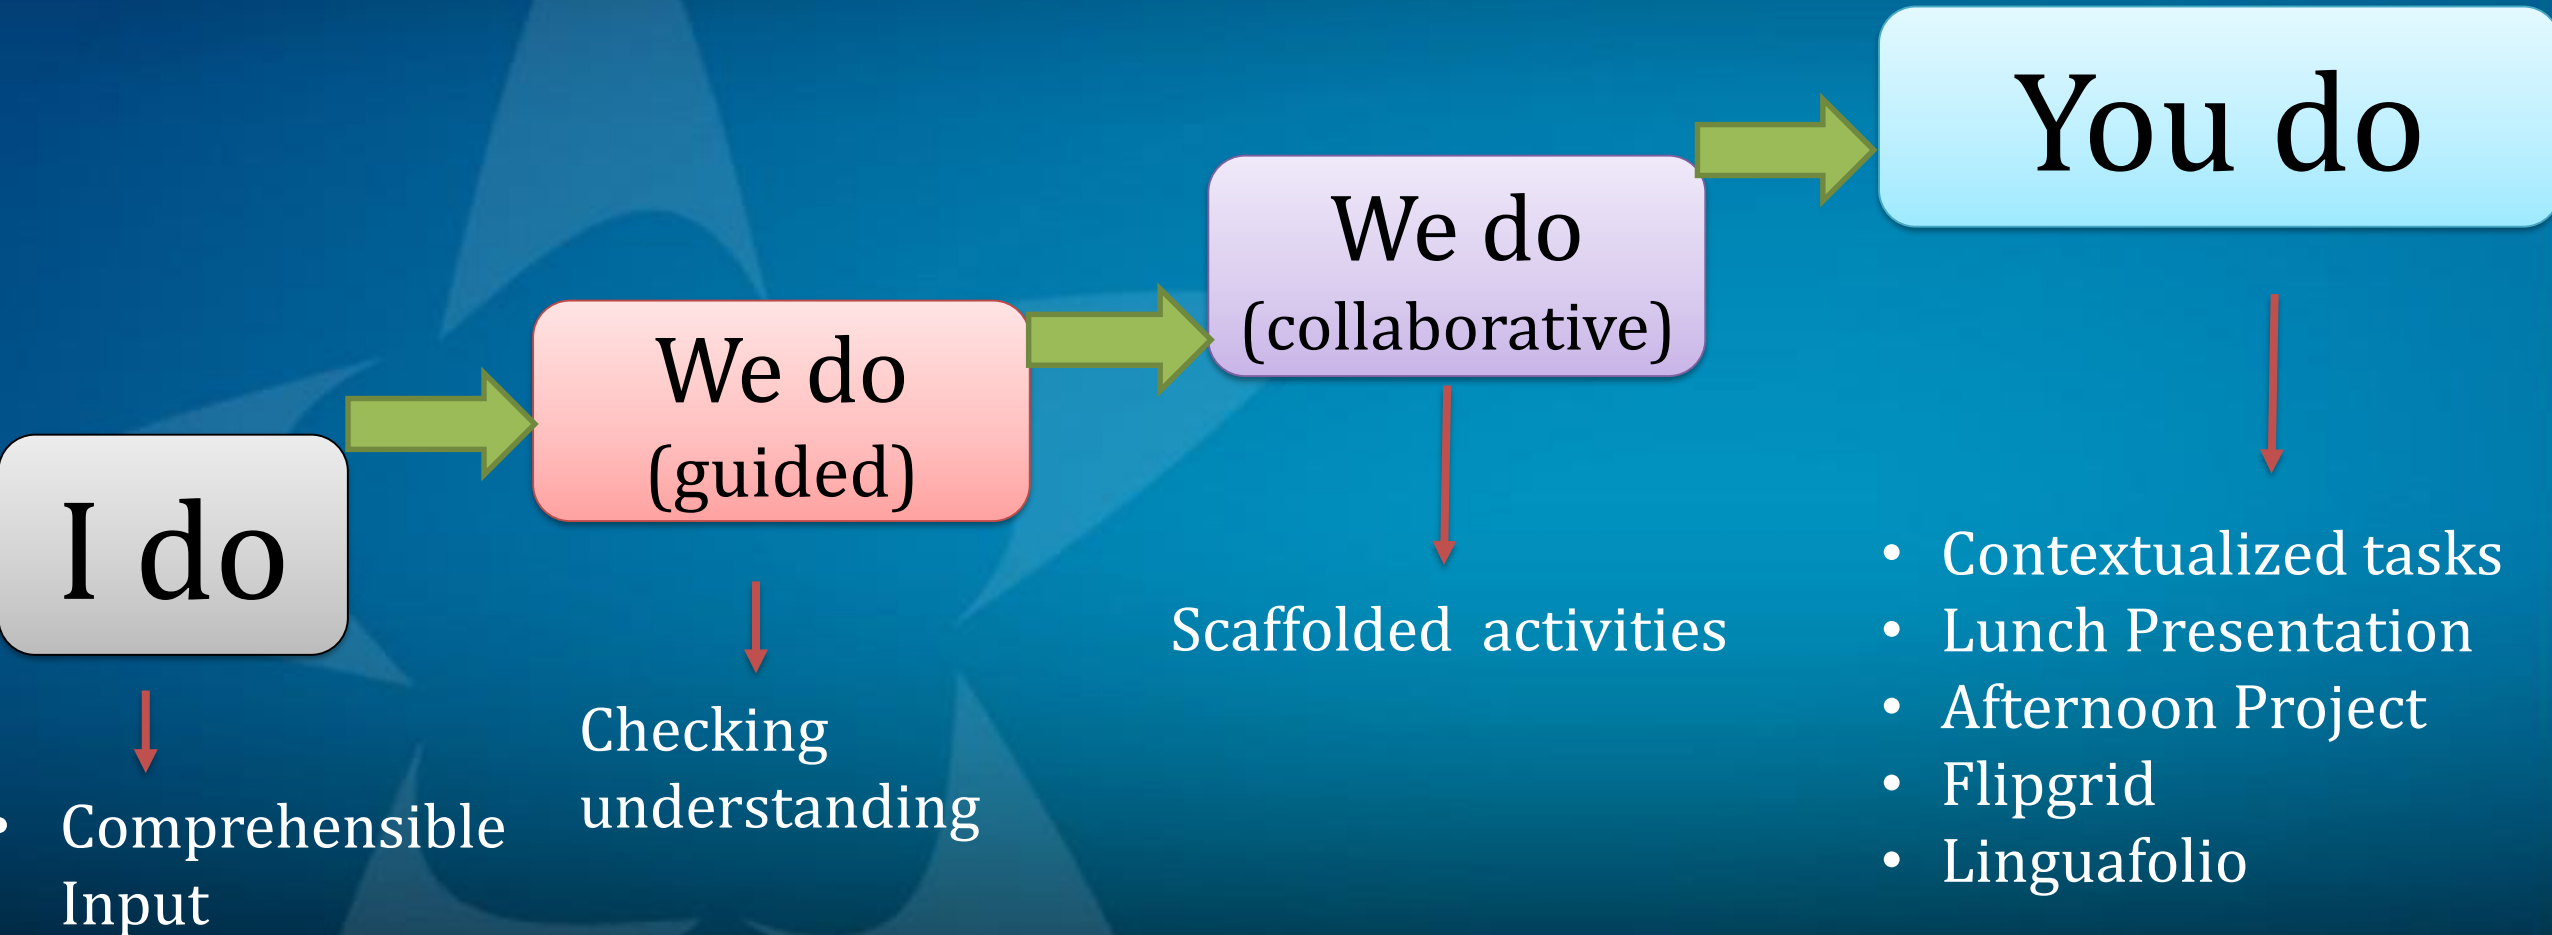 I do
• Comprehensible
Input
We do
(guided)
Checking
understanding
We do
(collaborative)
Scaffolded activities
You do
• Contextualized tasks
• Lunch Presentation
• Afternoon Project
• Flipgrid
• Linguafolio